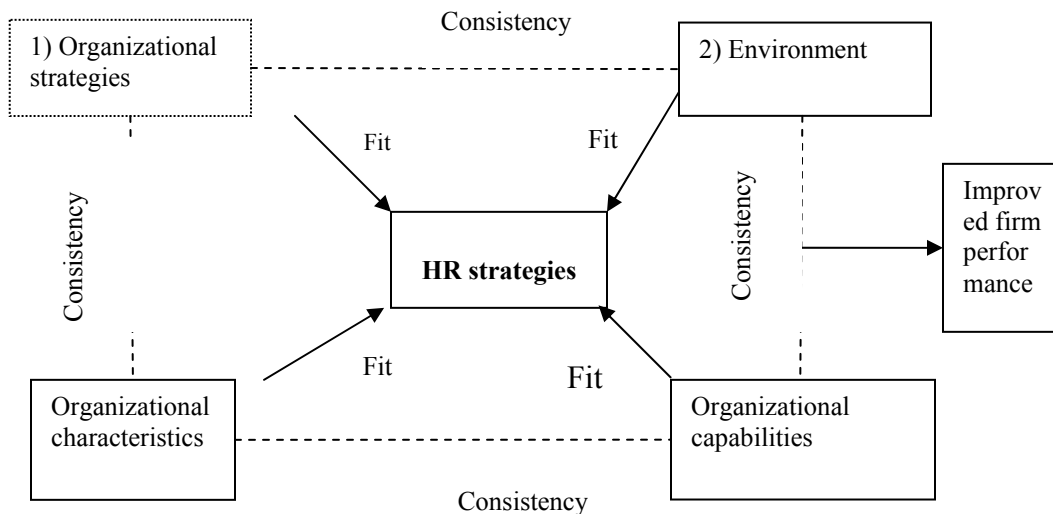 Consistency
1) Organizational
strategies
2) Environment
Fit
Fit
Consistency
Consistency
HR strategies
Improv
ed firm
perfor
mance
Fit
Fit
Organizational
characteristics
Organizational
capabilities
Consistency